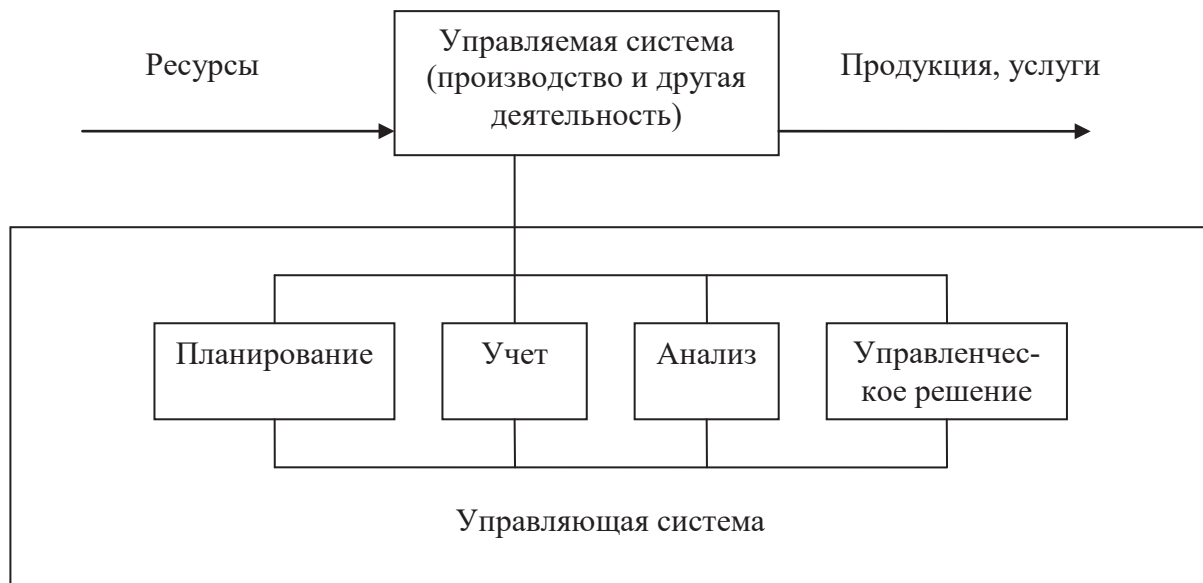 Ресурсы
Управляемая система
(производство и другая
деятельность)
Продукция, услуги
Планирование
Учет
Анализ
Управленчес-
кое решение
Управляющая система